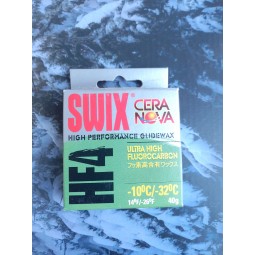 SWIX CERA NOVA
HIGH PERFORMANCE GLIDEWAX
HF4
ULTRA HIGH
FLUOROCARBON
フッ素高含有ワックス
-10°C/-32°C
14°F/-26°F 40g